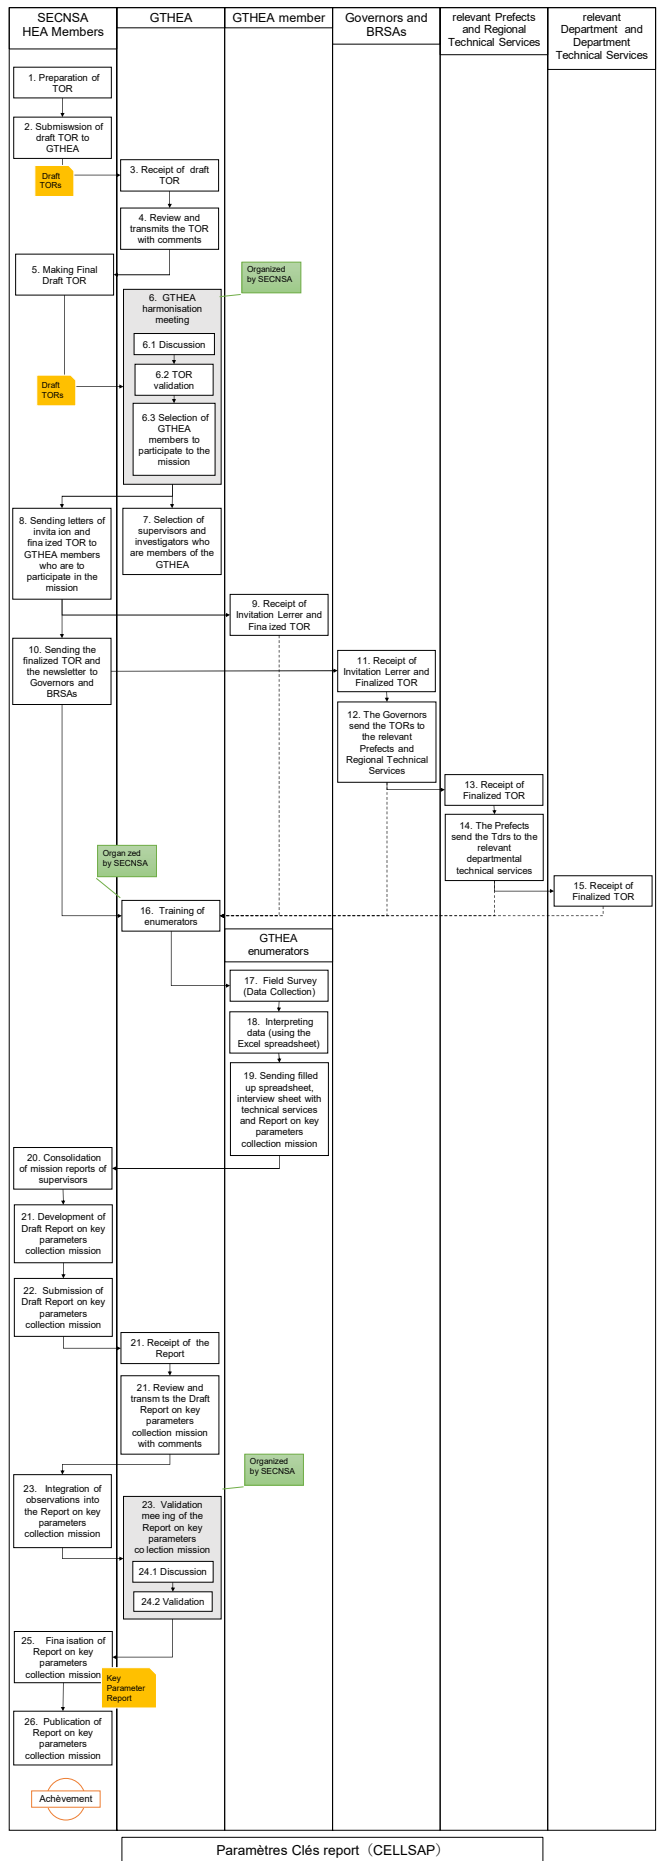 SECNSA
HEA Members
GTHEA
GTHEA member
Governors and
BRSAs
relevant Prefects
and Regional
Technical Services
relevant
Department and
Department
Technical Services
1. Preparation of
TOR
2. Submiswsion of
draft TOR to
GTHEA
Draft
TORs
3. Receipt of draft
TOR
4. Review and
transmits the TOR
with comments
5. Making Final
Draft TOR
Organized
by SECNSA
6. GTHEA
harmonisation
meeting
6.1 Discussion
6.2 TOR
validation
Draft
TORs
6.3 Selection of
GTHEA
members to
participate to the
mission
8. Sending letters of
invita ion and
fina ized TOR to
GTHEA members
who are to
participate in the
mission
7. Selection of
supervisors and
investigators who
are members of the
GTHEA
9. Receipt of
Invitation Lerrer and
Fina ized TOR
10. Sending the
finalized TOR and
the newsletter to
Governors and
BRSAs
11. Receipt of
Invitation Lerrer and
Finalized TOR
12. The Governors
send the TORs to
the relevant
Prefects and
Regional Technical
Services
13. Receipt of
Finalized TOR
14. The Prefects
send the Tdrs to the
relevant
departmental
technical services
Organ zed
by SECNSA
15. Receipt of
Finalized TOR
16. Training of
enumerators
GTHEA
enumerators
17. Field Survey
(Data Collection)
18. Interpreting
data (using the
Excel spreadsheet)
19. Sending filled
up spreadsheet,
interview sheet with
technical services
and Report on key
parameters
collection mission
20. Consolidation
of mission reports of
supervisors
21. Development of
Draft Report on key
parameters
collection mission
22. Submission of
Draft Report on key
parameters
collection mission
21. Receipt of the
Report
21. Review and
transm ts the Draft
Report on key
parameters
collection mission
with comments
Organized
by SECNSA
23. Integration of
observations into
the Report on key
parameters
collection mission
23. Validation
mee ing of the
Report on key
parameters
co lection mission
24.1 Discussion
24.2 Validation
25. Fina isation of
Report on key
parameters
collection mission
Key
Parameter
Report
26. Publication of
Report on key
parameters
collection mission
Achèvement
Paramètres Clés report（CELLSAP）